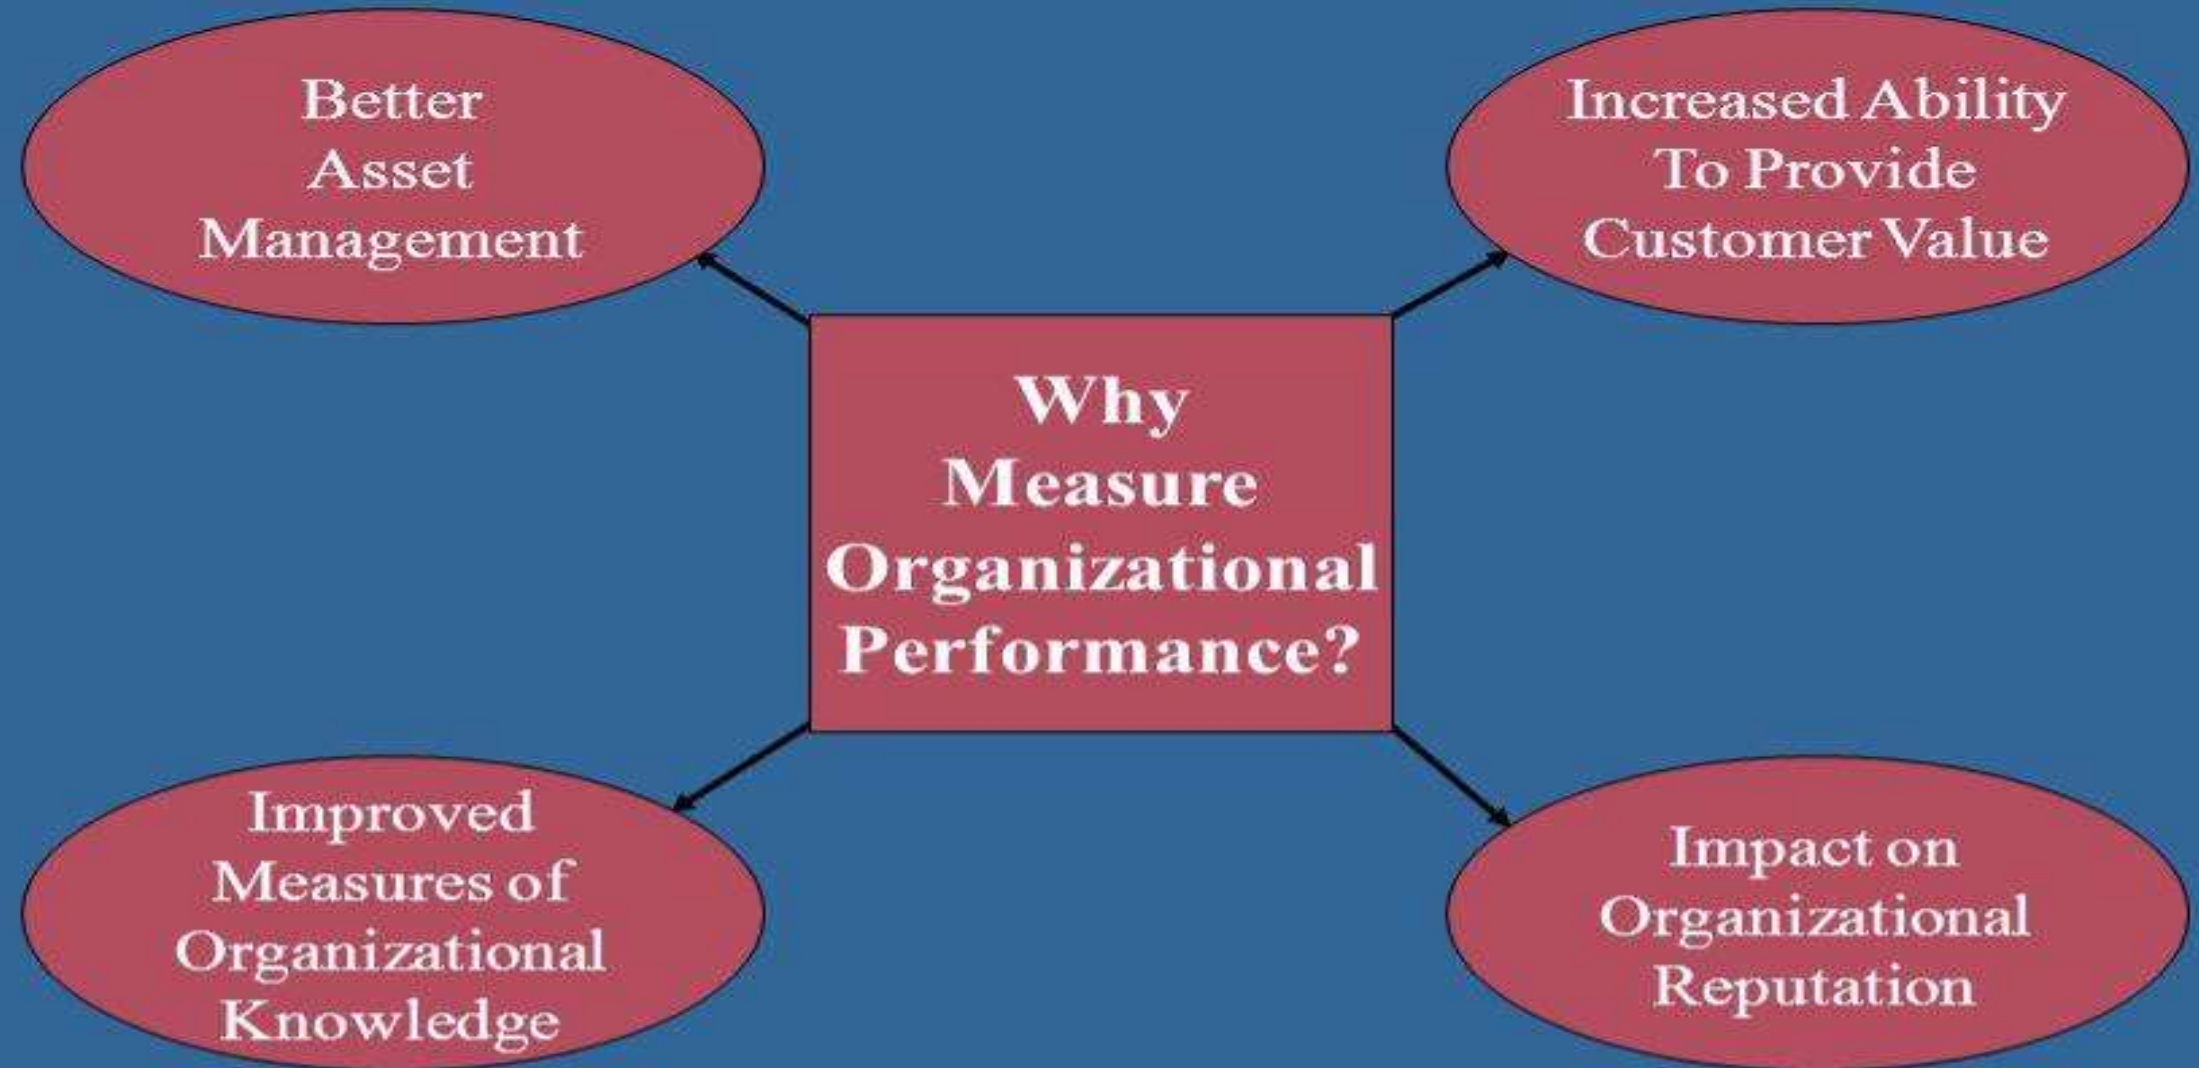 Better
Asset
Management
Increased Ability
To Provide
Customer Value
Why
Measure
Organizational
Performance?
Improved
Measures of
Organizational
Knowledge
Impact on
Organizational
Reputation